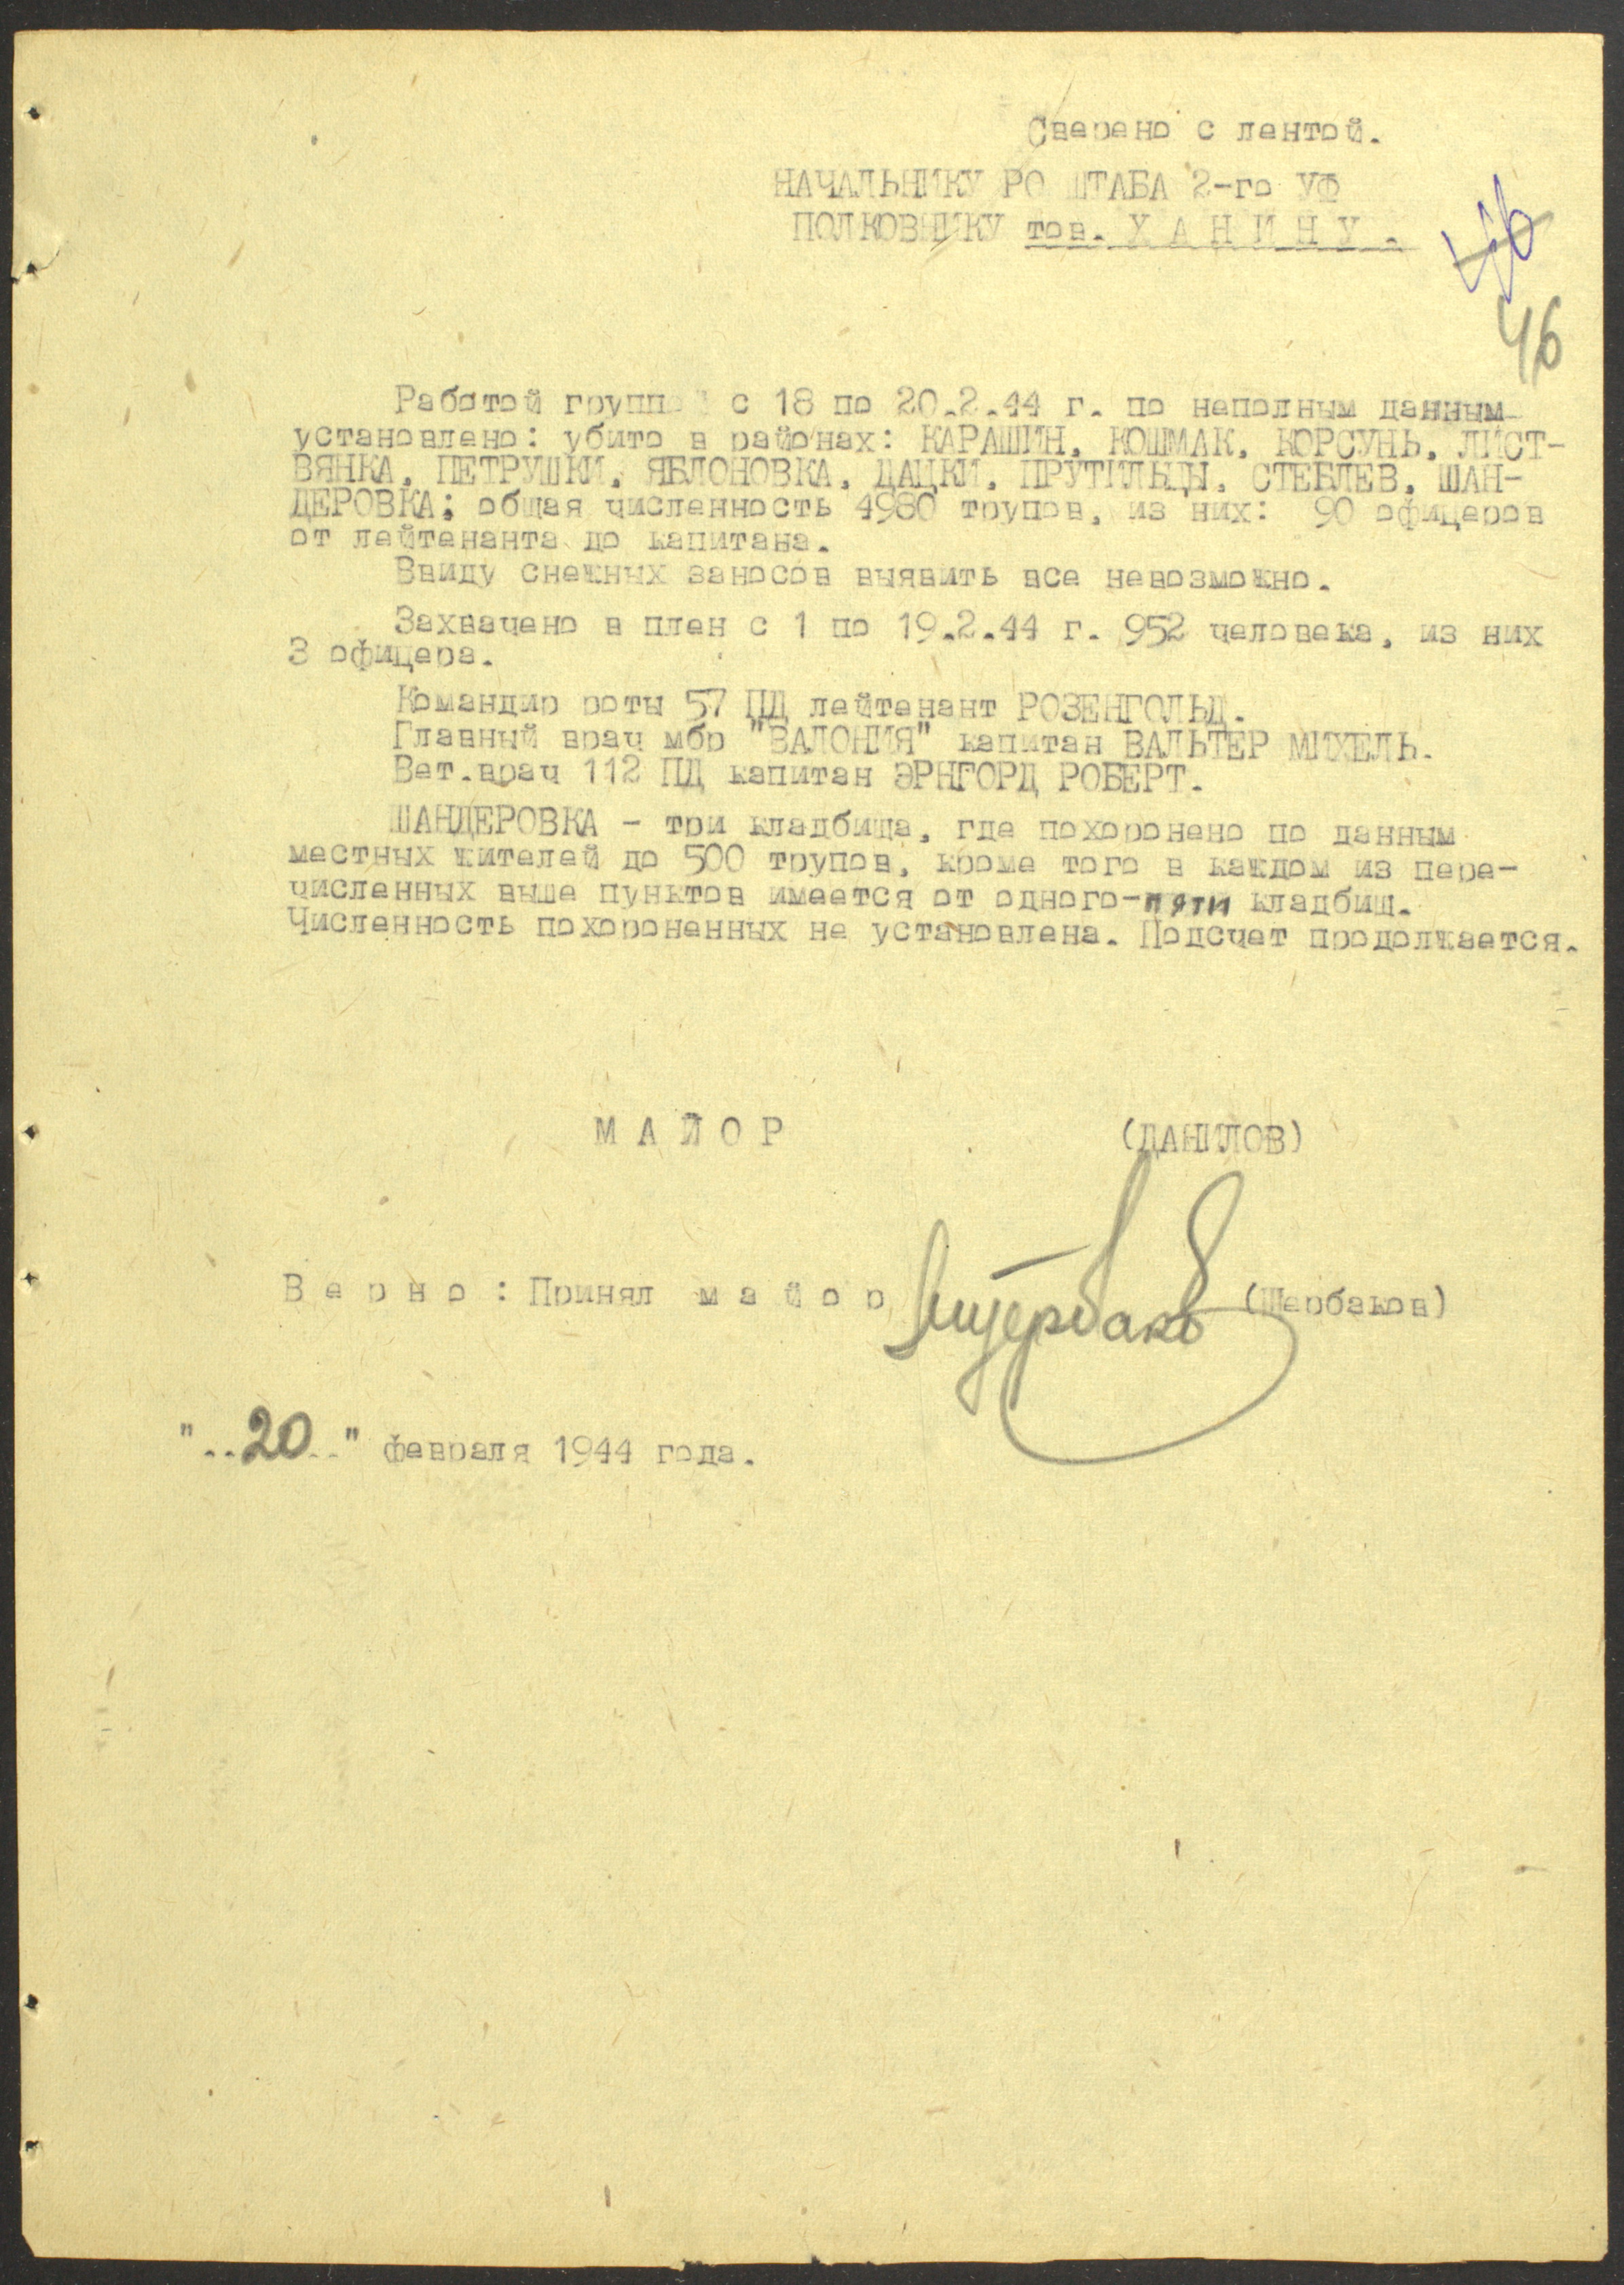 Сверено с лентой.
НАЧАЛЬНИКУ РО ШТАБА 2-го УФ
ПОЛКОВНИКУ тов. Х А Н И Н У .
46
46
Работой группой с 18 по 20.2.44 г. по неполным данным
установлено: убито в районах: КАРАШИН, КОШМАК, КОРСУНЬ, ЛИСТ-
ВЯНКА, ПЕТРУШКИ, ЯБЛОНОВКА, ДАЦКИ, ПРУТИЛЬЦЫ, СТЕБЛЕВ, ШАН-
ДЕРОВКА; общая численность 4980 трупов, из них: 90 офицеров
от лейтенанта до капитана.
Ввиду снежных заносов выявить все невозможно.
Захвачено в плен с 1 по 19.2.44 г. 952 человека, из них
3 офицера.
Командир роты 57 ПД лейтенант РОЗЕНГОЛЬД.
Главный врач мбр "ВАЛОНИЯ" капитан ВАЛЬТЕР МИХЕЛЬ.
Вет.врач 112 ПД капитан ЭРНГОРД РОБЕРТ.
ШАНДЕРОВКА - три кладбища, где похоронено по данным
местных жителей до 500 трупов, кроме того в каждом из пере-
численных выше пунктов имеется от одного-пяти кладбищ.
Численность похороненных не установлена. Подсчет продолжается.
М А Й О Р (ДАНИЛОВ)
В е р н о : Принял м а й о р Щербаков (Щербаков)
"..20.." февраля 1944 года.